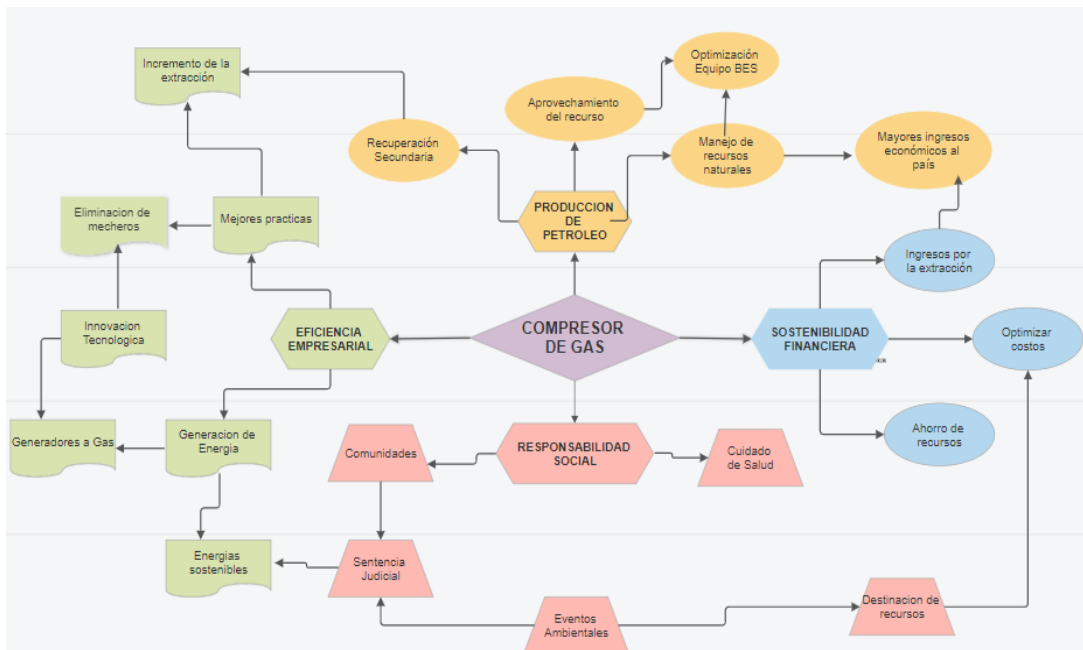 Optimización
Equipo BES
Incremento de la
extracción
Aprovechamiento
del recurso
Recuperación
Secundaria
Manejo de
recursos
naturales
Mayores ingresos
económicos al
país
Eliminacion de
mecheros
Mejores practicas
PRODUCCION
DE
PETROLEO
Ingresos por
la extracción
Innovacion
Tecnologica
EFICIENCIA
EMPRESARIAL
COMPRESOR
DE GAS
SOSTENIBILIDAD
FINANCIERA
Optimizar
costos
Generadores a Gas
Generacion de
Energia
Comunidades
RESPONSABILIDAD
SOCIAL
Cuidado
de Salud
Ahorro de
recursos
Energias
sostenibles
Sentencia
Judicial
Eventos
Ambientales
Destinacion de
recursos